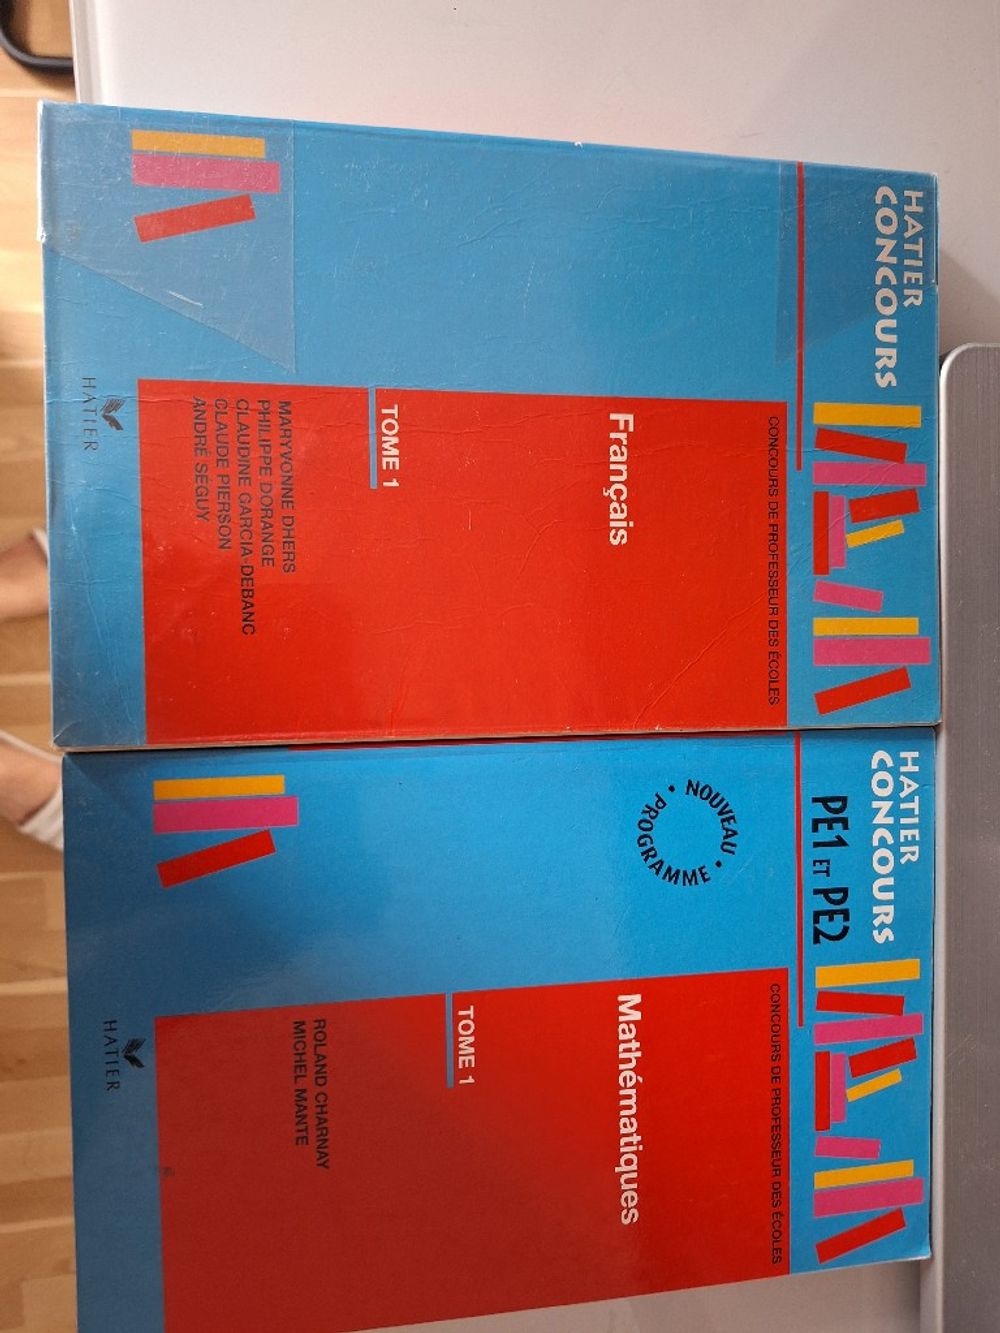 HATIER
CONCOURS
CONCOURS DE PROFESSEUR DES ÉCOLES
Français
TOME 1
MARYVONNE DHERS
PHILIPPE DORANGE
CLAUDINE GARCIA-DEBANC
CLAUDE PIERSON
ANDRÉ SÉGUY
HATIER
HATIER
CONCOURS
PE1 ET PE2
CONCOURS DE PROFESSEUR DES ÉCOLES
• NOUVEAU •
PROGRAMME
Mathématiques
TOME 1
ROLAND CHARNAY
MICHEL MANTE
HATIER